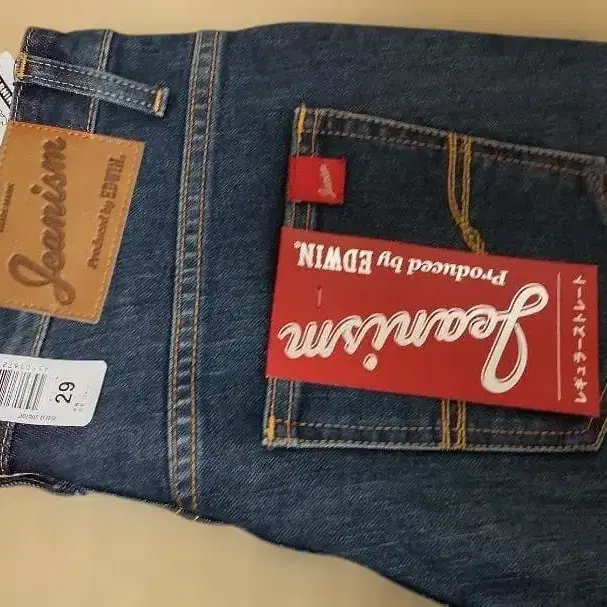 Jeanism
Produced by EDWIN.
29
Jeanism
Jeanism
Produced by EDWIN.
レギュラーストレート